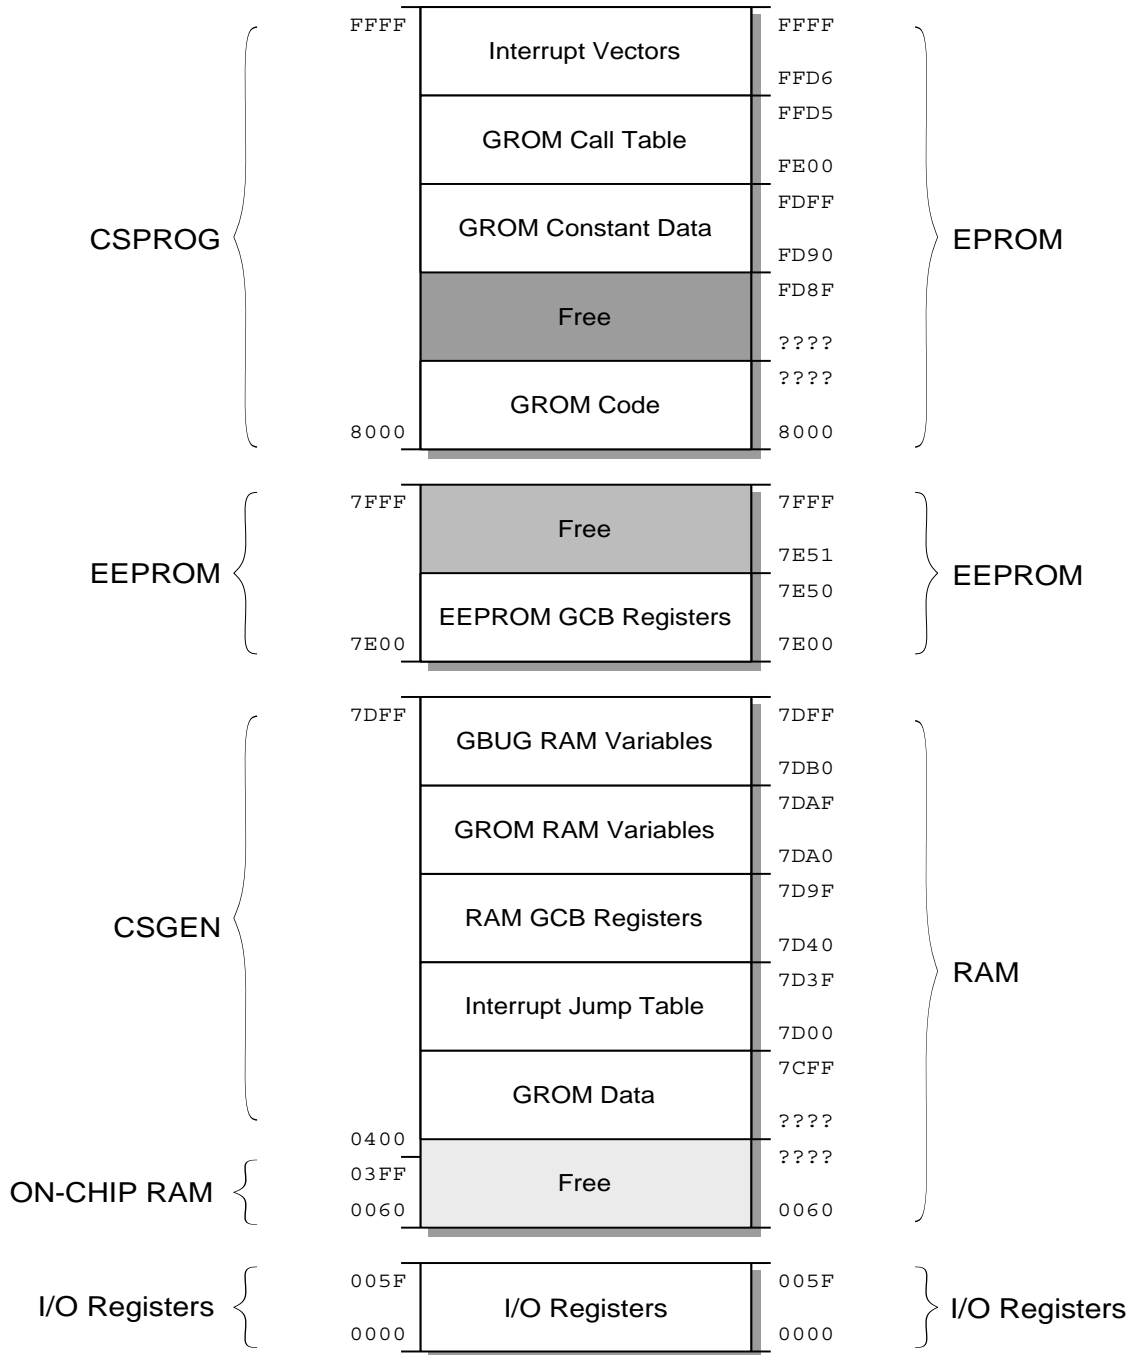 FFFF
Interrupt Vectors
FFFF
FFD6
GROM Call Table
FFD5
FE00
GROM Constant Data
FDFF
FD90
CSPROG
EPROM
Free
FD8F
????
GROM Code
????
8000
8000
7FFF
Free
7FFF
7E51
EEPROM
EEPROM
EEPROM GCB Registers
7E50
7E00
7E00
7DFF
GBUG RAM Variables
7DFF
7DB0
GROM RAM Variables
7DAF
7DA0
RAM GCB Registers
7D9F
7D40
CSGEN
RAM
Interrupt Jump Table
7D3F
7D00
GROM Data
7CFF
????
0400
03FF
ON-CHIP RAM
0060
Free
????
0060
005F
I/O Registers
0000
I/O Registers
005F
0000
I/O Registers